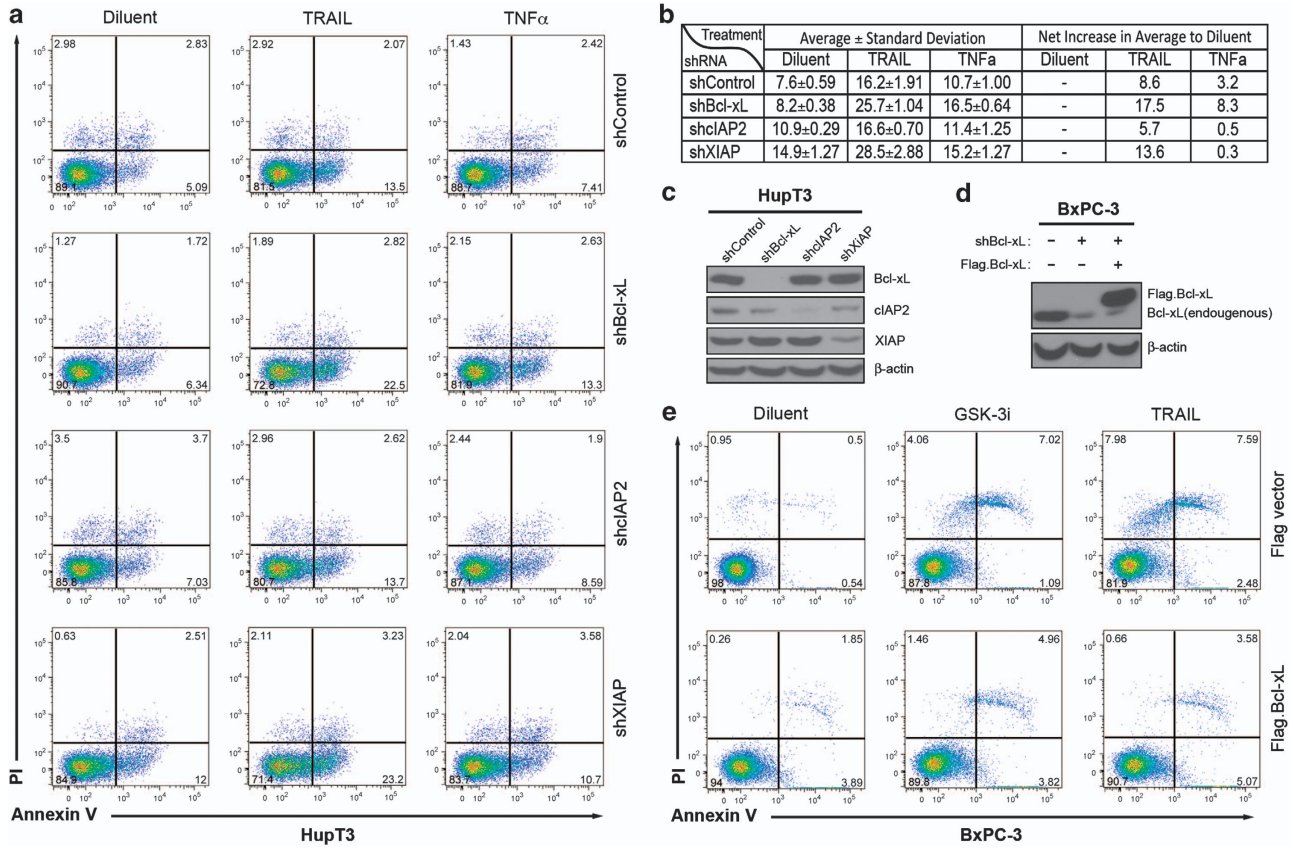 a
Diluent TRAIL TNFα
2.98 2.83 2.92 2.07 1.43 2.42
89.1 5.09 81.5 13.5 88.7 7.41
shControl
1.27 1.72 1.89 2.82 2.15 2.63
90.7 6.34 72.8 22.5 81.9 13.3
shBcl-xL
3.5 3.7 2.96 2.62 2.44 1.9
85.8 7.03 80.7 13.7 87.1 8.59
shcIAP2
0.63 2.51 2.11 3.23 2.04 3.58
84.9 12 71.4 23.2 83.7 10.7
shXIAP
PI
Annexin V
HupT3
b
Treatment Average ± Standard Deviation Net Increase in Average to Diluent
shRNA Diluent TRAIL TNFa Diluent TRAIL TNFa
shControl 7.6±0.59 16.2±1.91 10.7±1.00 - 8.6 3.2
shBcl-xL 8.2±0.38 25.7±1.04 16.5±0.64 - 17.5 8.3
shcIAP2 10.9±0.29 16.6±0.70 11.4±1.25 - 5.7 0.5
shXIAP 14.9±1.27 28.5±2.88 15.2±1.27 - 13.6 0.3
c
HupT3
shControl shBcl-xL shcIAP2 shXiAP
Bcl-xL
cIAP2
XIAP
β-actin
d
BxPC-3
shBcl-xL : – + +
Flag.Bcl-xL : – – +
Flag.Bcl-xL
Bcl-xL(endougenous)
β-actin
e
Diluent GSK-3i TRAIL
0.95 0.5 4.06 7.02 7.98 7.59
98 0.54 87.8 1.09 81.9 2.48
Flag vector
0.26 1.85 1.46 4.96 0.66 3.58
94 3.89 89.8 3.82 90.7 5.07
Flag.Bcl-xL
PI
Annexin V
BxPC-3